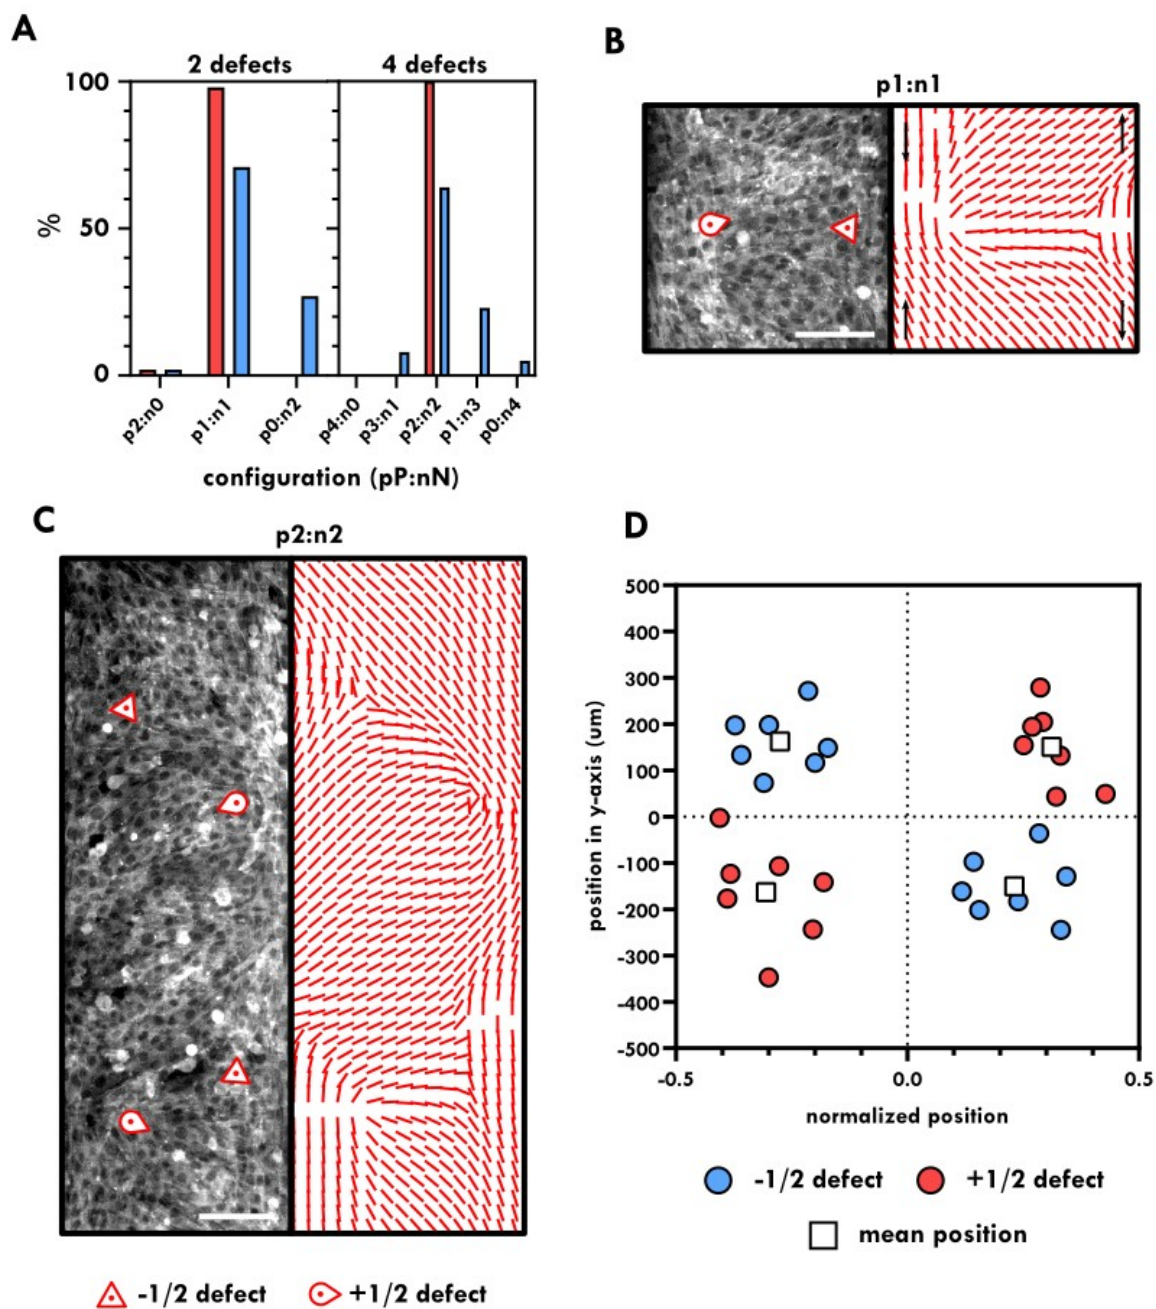 A
2 defects
4 defects
100
50
0
%
p2:n0
p1:n1
p0:n2
p4:n0
p3:n1
p2:n2
p1:n3
p0:n4
configuration (pP:nN)
B
p1:n1
C
p2:n2
-1/2 defect
+1/2 defect
D
500
400
300
200
100
0
-100
-200
-300
-400
-500
position in y-axis (um)
-0.5
0.0
0.5
normalized position
-1/2 defect
+1/2 defect
mean position